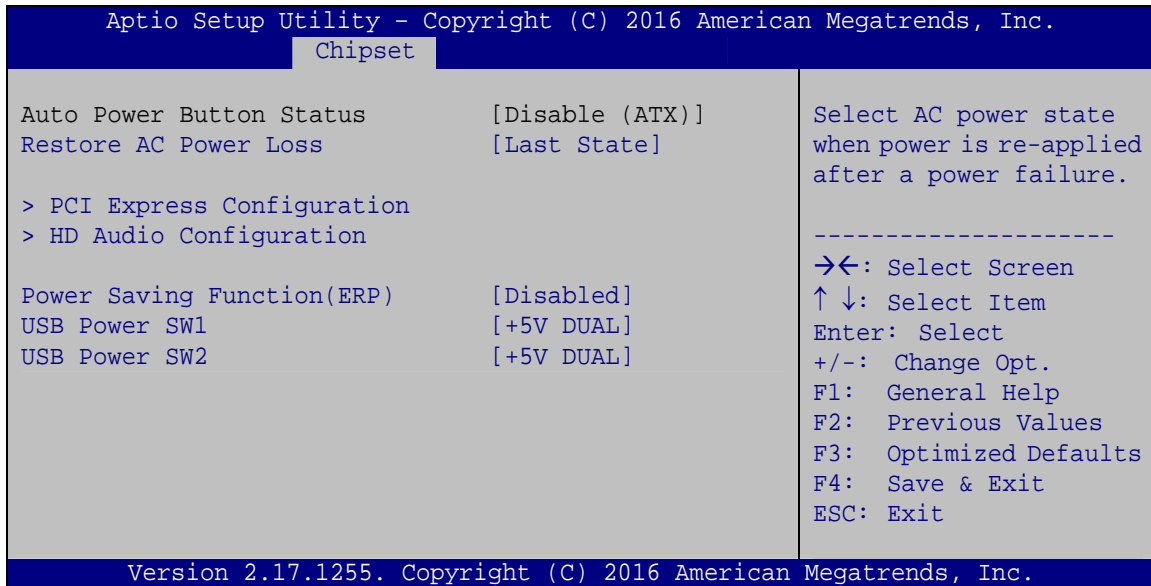 Aptio Setup Utility – Copyright (C) 2016 American Megatrends, Inc.
Chipset
Auto Power Button Status [Disable (ATX)]
Restore AC Power Loss [Last State]
> PCI Express Configuration
> HD Audio Configuration
Power Saving Function(ERP) [Disabled]
USB Power SW1 [+5V DUAL]
USB Power SW2 [+5V DUAL]
Select AC power state
when power is re-applied
after a power failure.
---------------------
→←: Select Screen
↑ ↓: Select Item
Enter: Select
+/-: Change Opt.
F1: General Help
F2: Previous Values
F3: Optimized Defaults
F4: Save & Exit
ESC: Exit
Version 2.17.1255. Copyright (C) 2016 American Megatrends, Inc.